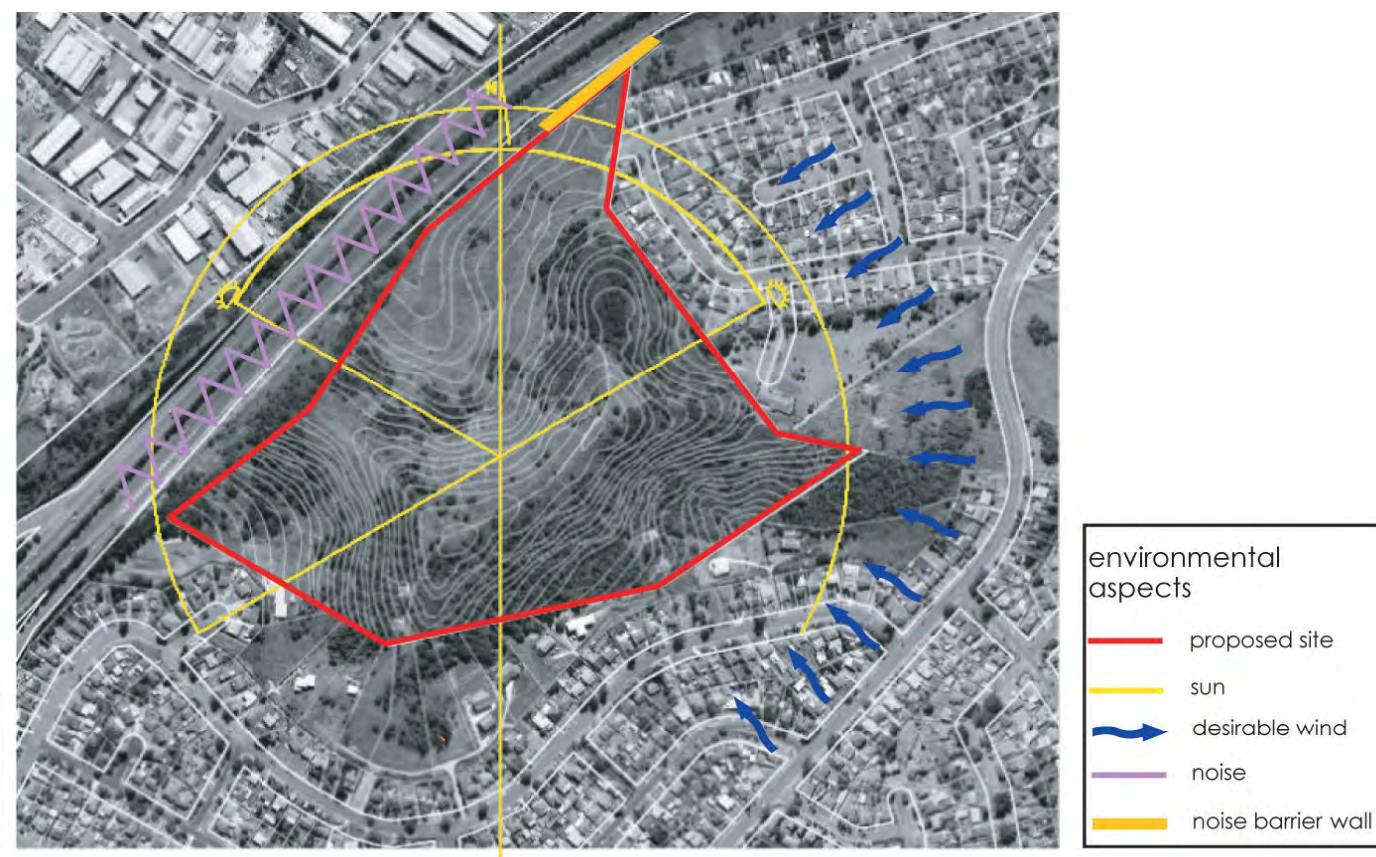 N
environmental
aspects
proposed site
sun
desirable wind
noise
noise barrier wall